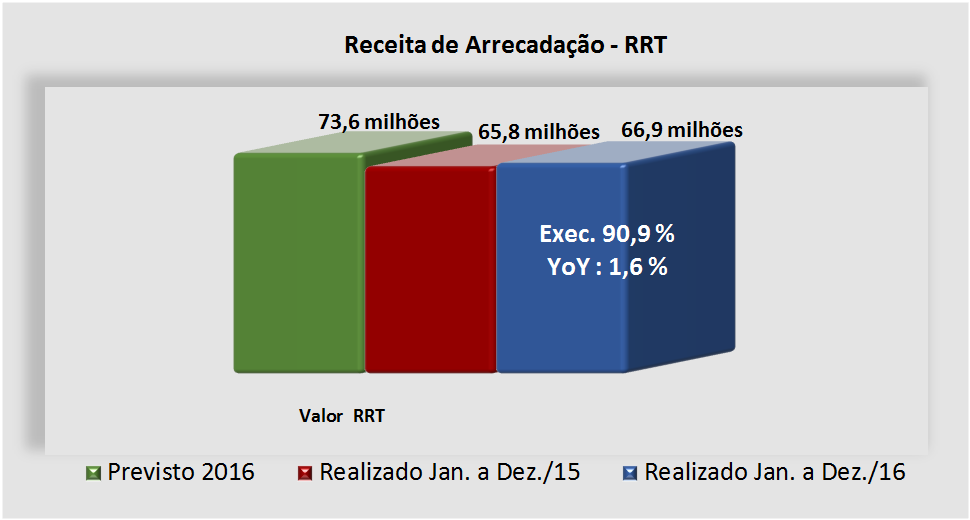 Receita de Arrecadação - RRT
73,6 milhões
65,8 milhões
66,9 milhões
Exec. 90,9 %
YoY : 1,6 %
Valor RRT
Previsto 2016
Realizado Jan. a Dez./15
Realizado Jan. a Dez./16